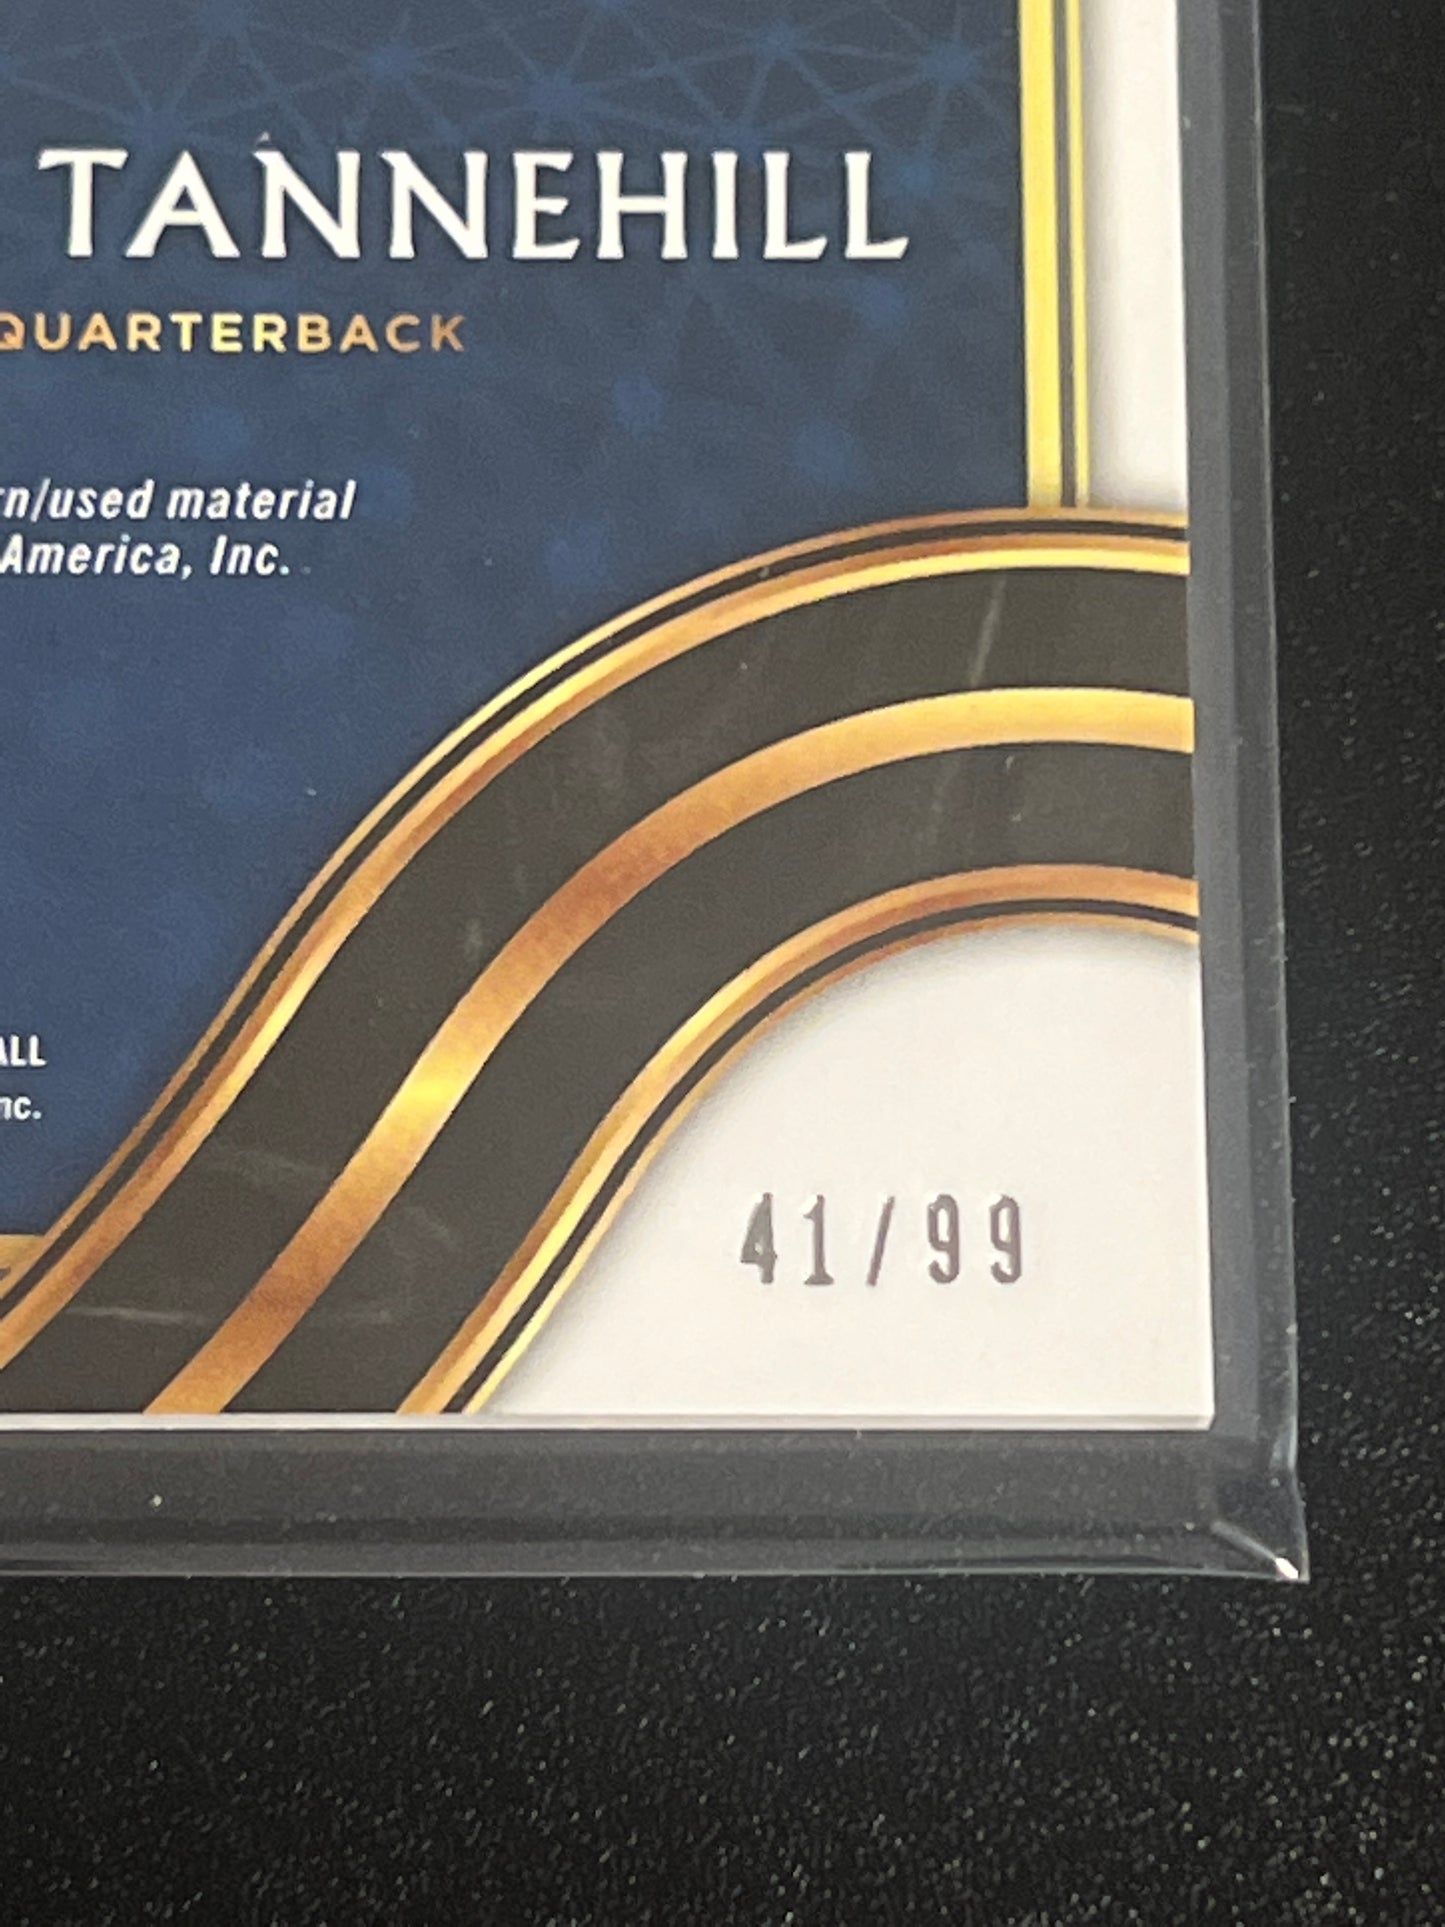 TANNEHILL
QUARTERBACK
rn/used material
America, Inc.
ALL
nc.
41/99